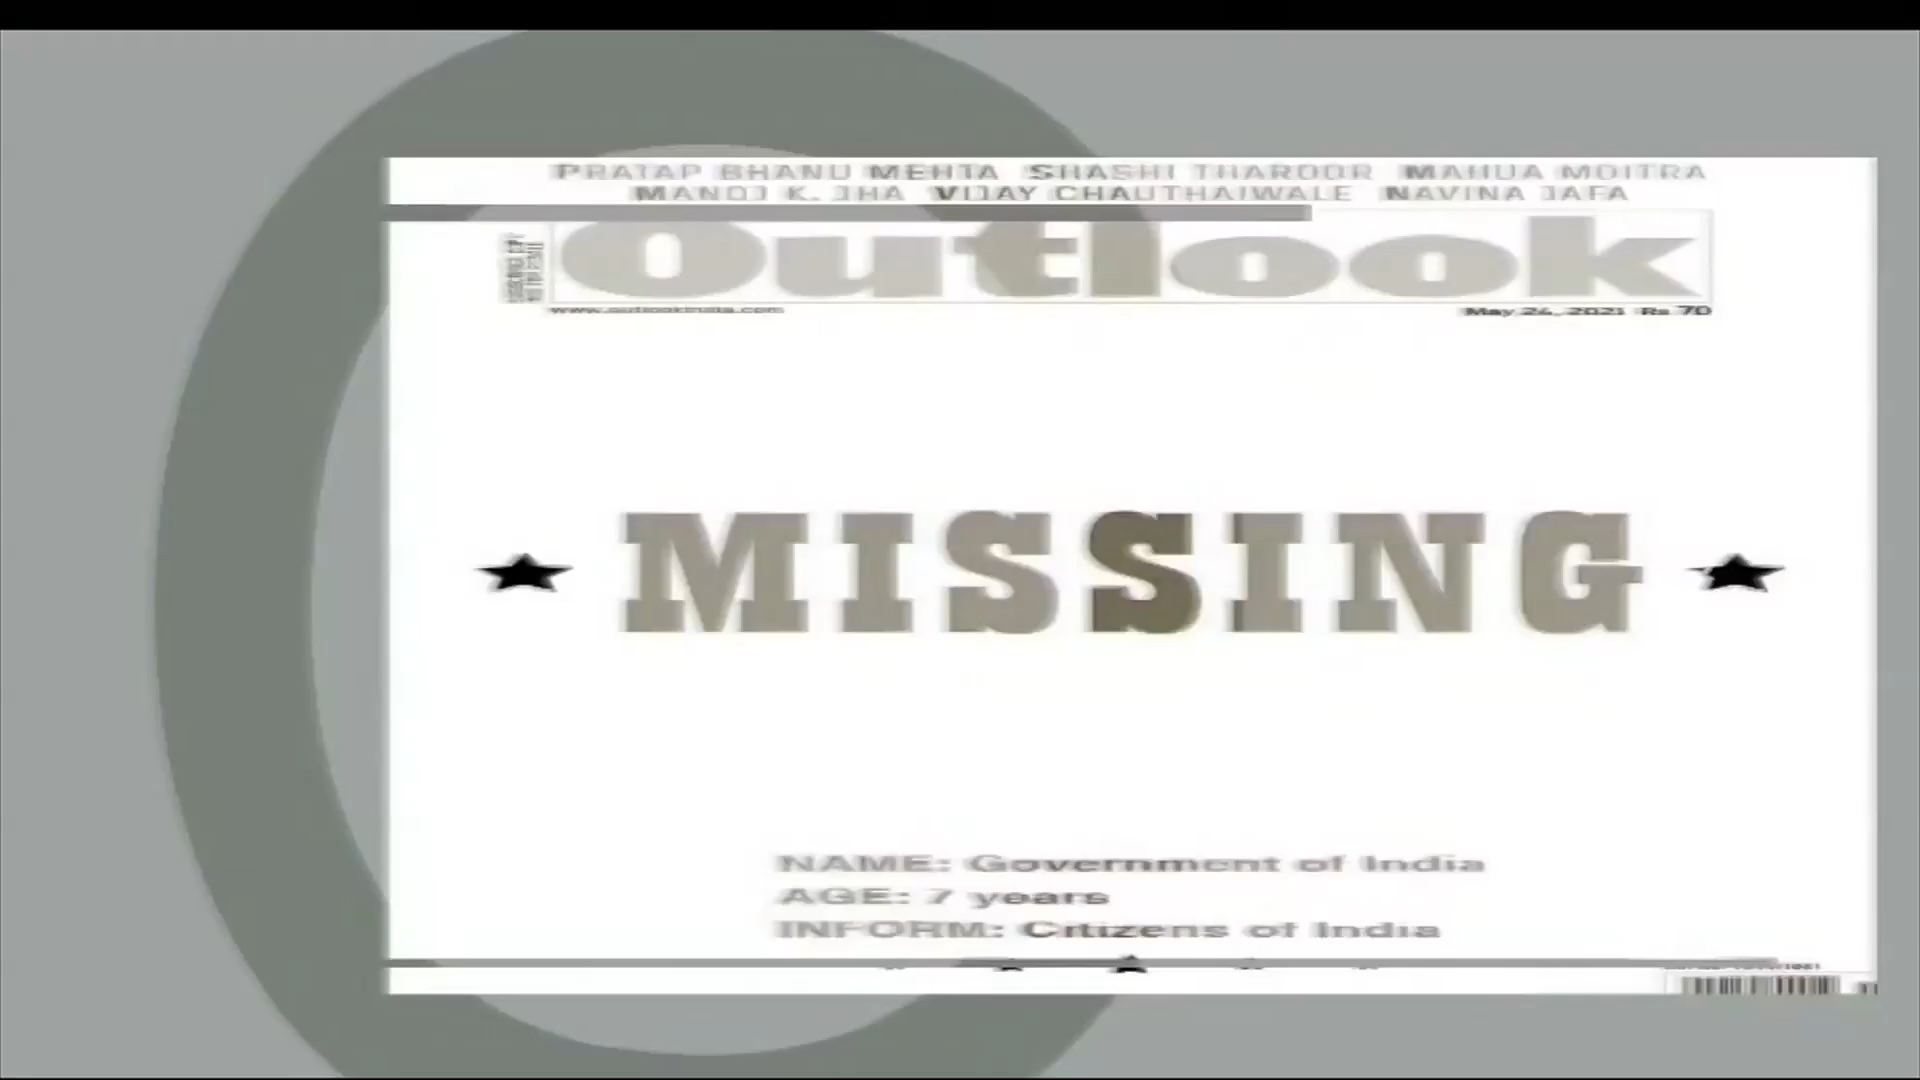 PRATAP BHANU MEHTA SHASHI THAROOR MAHUA MOITRA
MANOJ K. JHA VIJAY CHAUTHAIWALE NAVINA JAFA
Outlook
www.outlookindia.com
May 24, 2021 Rs 70
MISSING
NAME: Government of India
AGE: 7 years
INFORM: Citizens of India